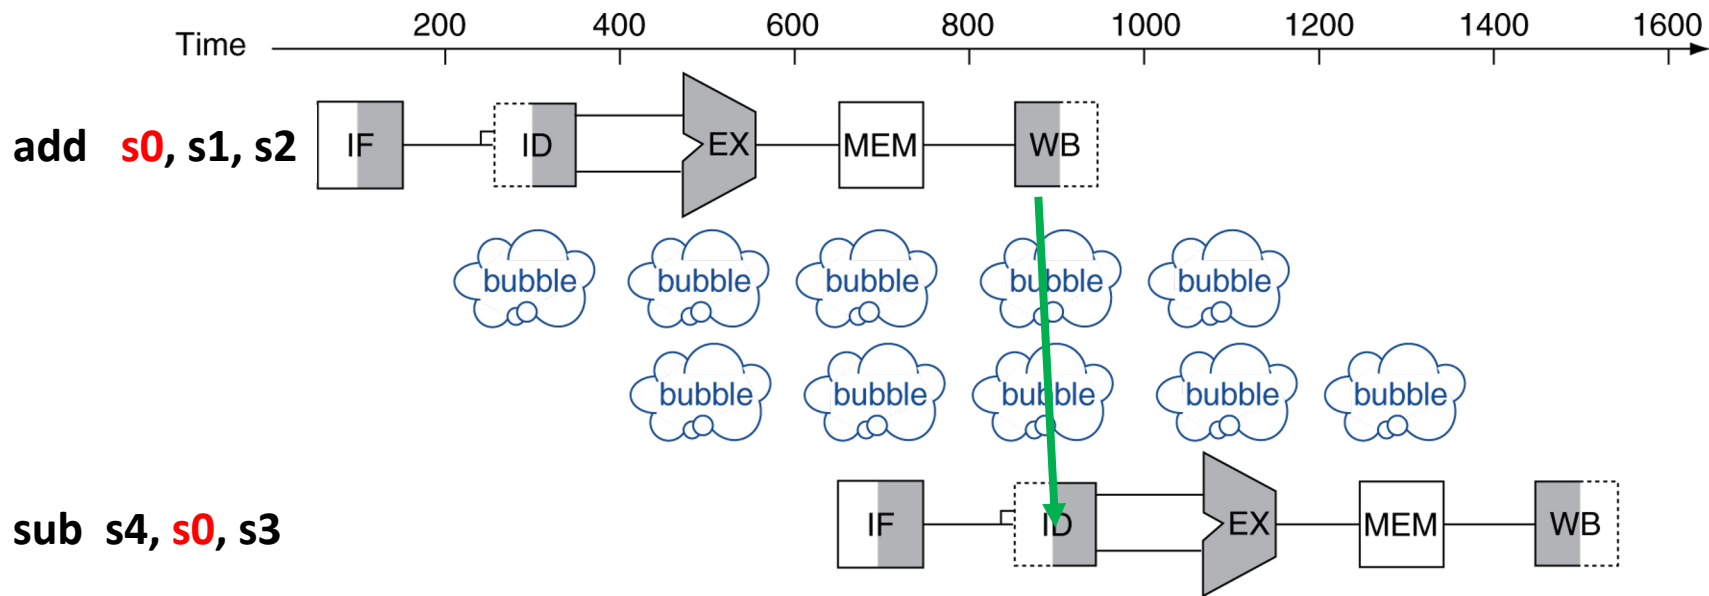 200 400 600 800 1000 1200 1400 1600
Time
add s0, s1, s2 IF ID EX MEM WB
bubble bubble bubble bubble bubble
bubble bubble bubble bubble bubble
sub s4, s0, s3 IF ID EX MEM WB